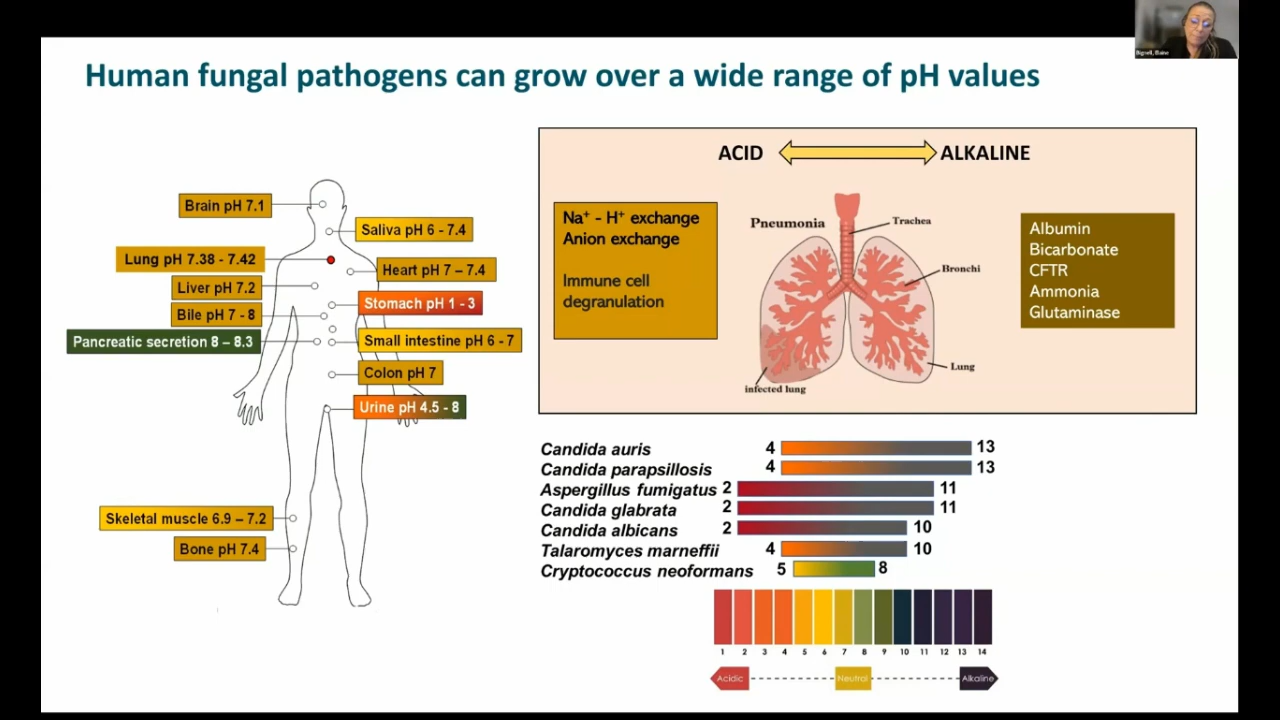 Bignell, Elaine
Human fungal pathogens can grow over a wide range of pH values
Brain pH 7.1
Saliva pH 6 - 7.4
Lung pH 7.38 - 7.42
Heart pH 7 – 7.4
Liver pH 7.2
Stomach pH 1 - 3
Bile pH 7 - 8
Pancreatic secretion 8 – 8.3
Small intestine pH 6 - 7
Colon pH 7
Urine pH 4.5 - 8
Skeletal muscle 6.9 – 7.2
Bone pH 7.4
ACID
ALKALINE
Na⁺ - H⁺ exchange
Anion exchange
Immune cell
degranulation
Pneumonia
Trachea
Bronchi
Lung
infected lung
Albumin
Bicarbonate
CFTR
Ammonia
Glutaminase
Candida auris 4 13
Candida parapsillosis 4 13
Aspergillus fumigatus 2 11
Candida glabrata 2 11
Candida albicans 2 10
Talaromyces marneffii 4 10
Cryptococcus neoformans 5 8
1 2 3 4 5 6 7 8 9 10 11 12 13 14
Acidic Neutral Alkaline